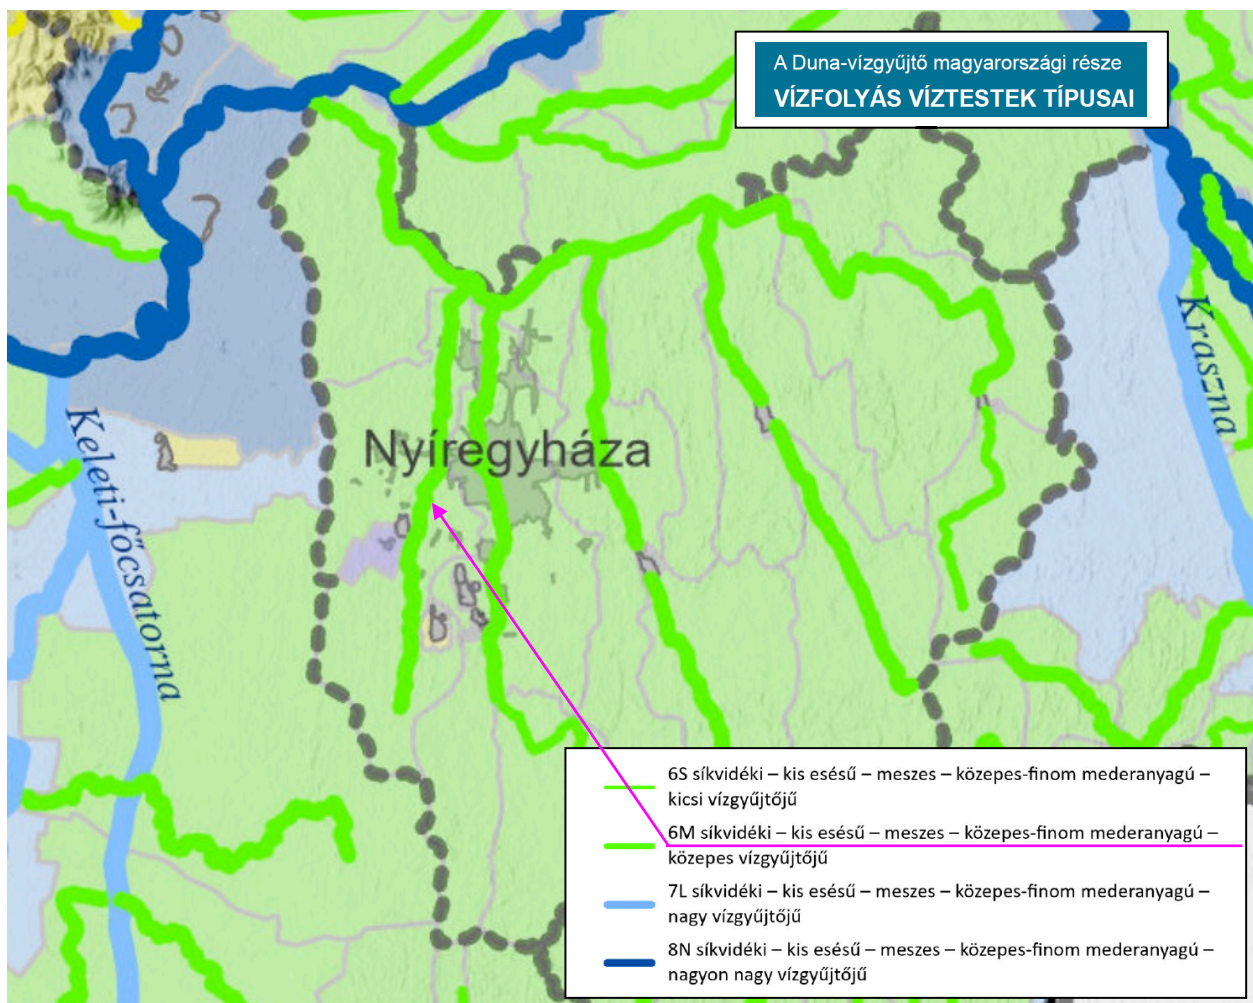 A Duna-vízgyűjtő magyarországi része
VÍZFOLYÁS VÍZTESTEK TÍPUSAI
Kraszna
Keleti-főcsatorna
Nyíregyháza
6S síkvidéki – kis esésű – meszes – közepes-finom mederanyagú –
kicsi vízgyűjtőjű
6M síkvidéki – kis esésű – meszes – közepes-finom mederanyagú –
közepes vízgyűjtőjű
7L síkvidéki – kis esésű – meszes – közepes-finom mederanyagú –
nagy vízgyűjtőjű
8N síkvidéki – kis esésű – meszes – közepes-finom mederanyagú –
nagyon nagy vízgyűjtőjű